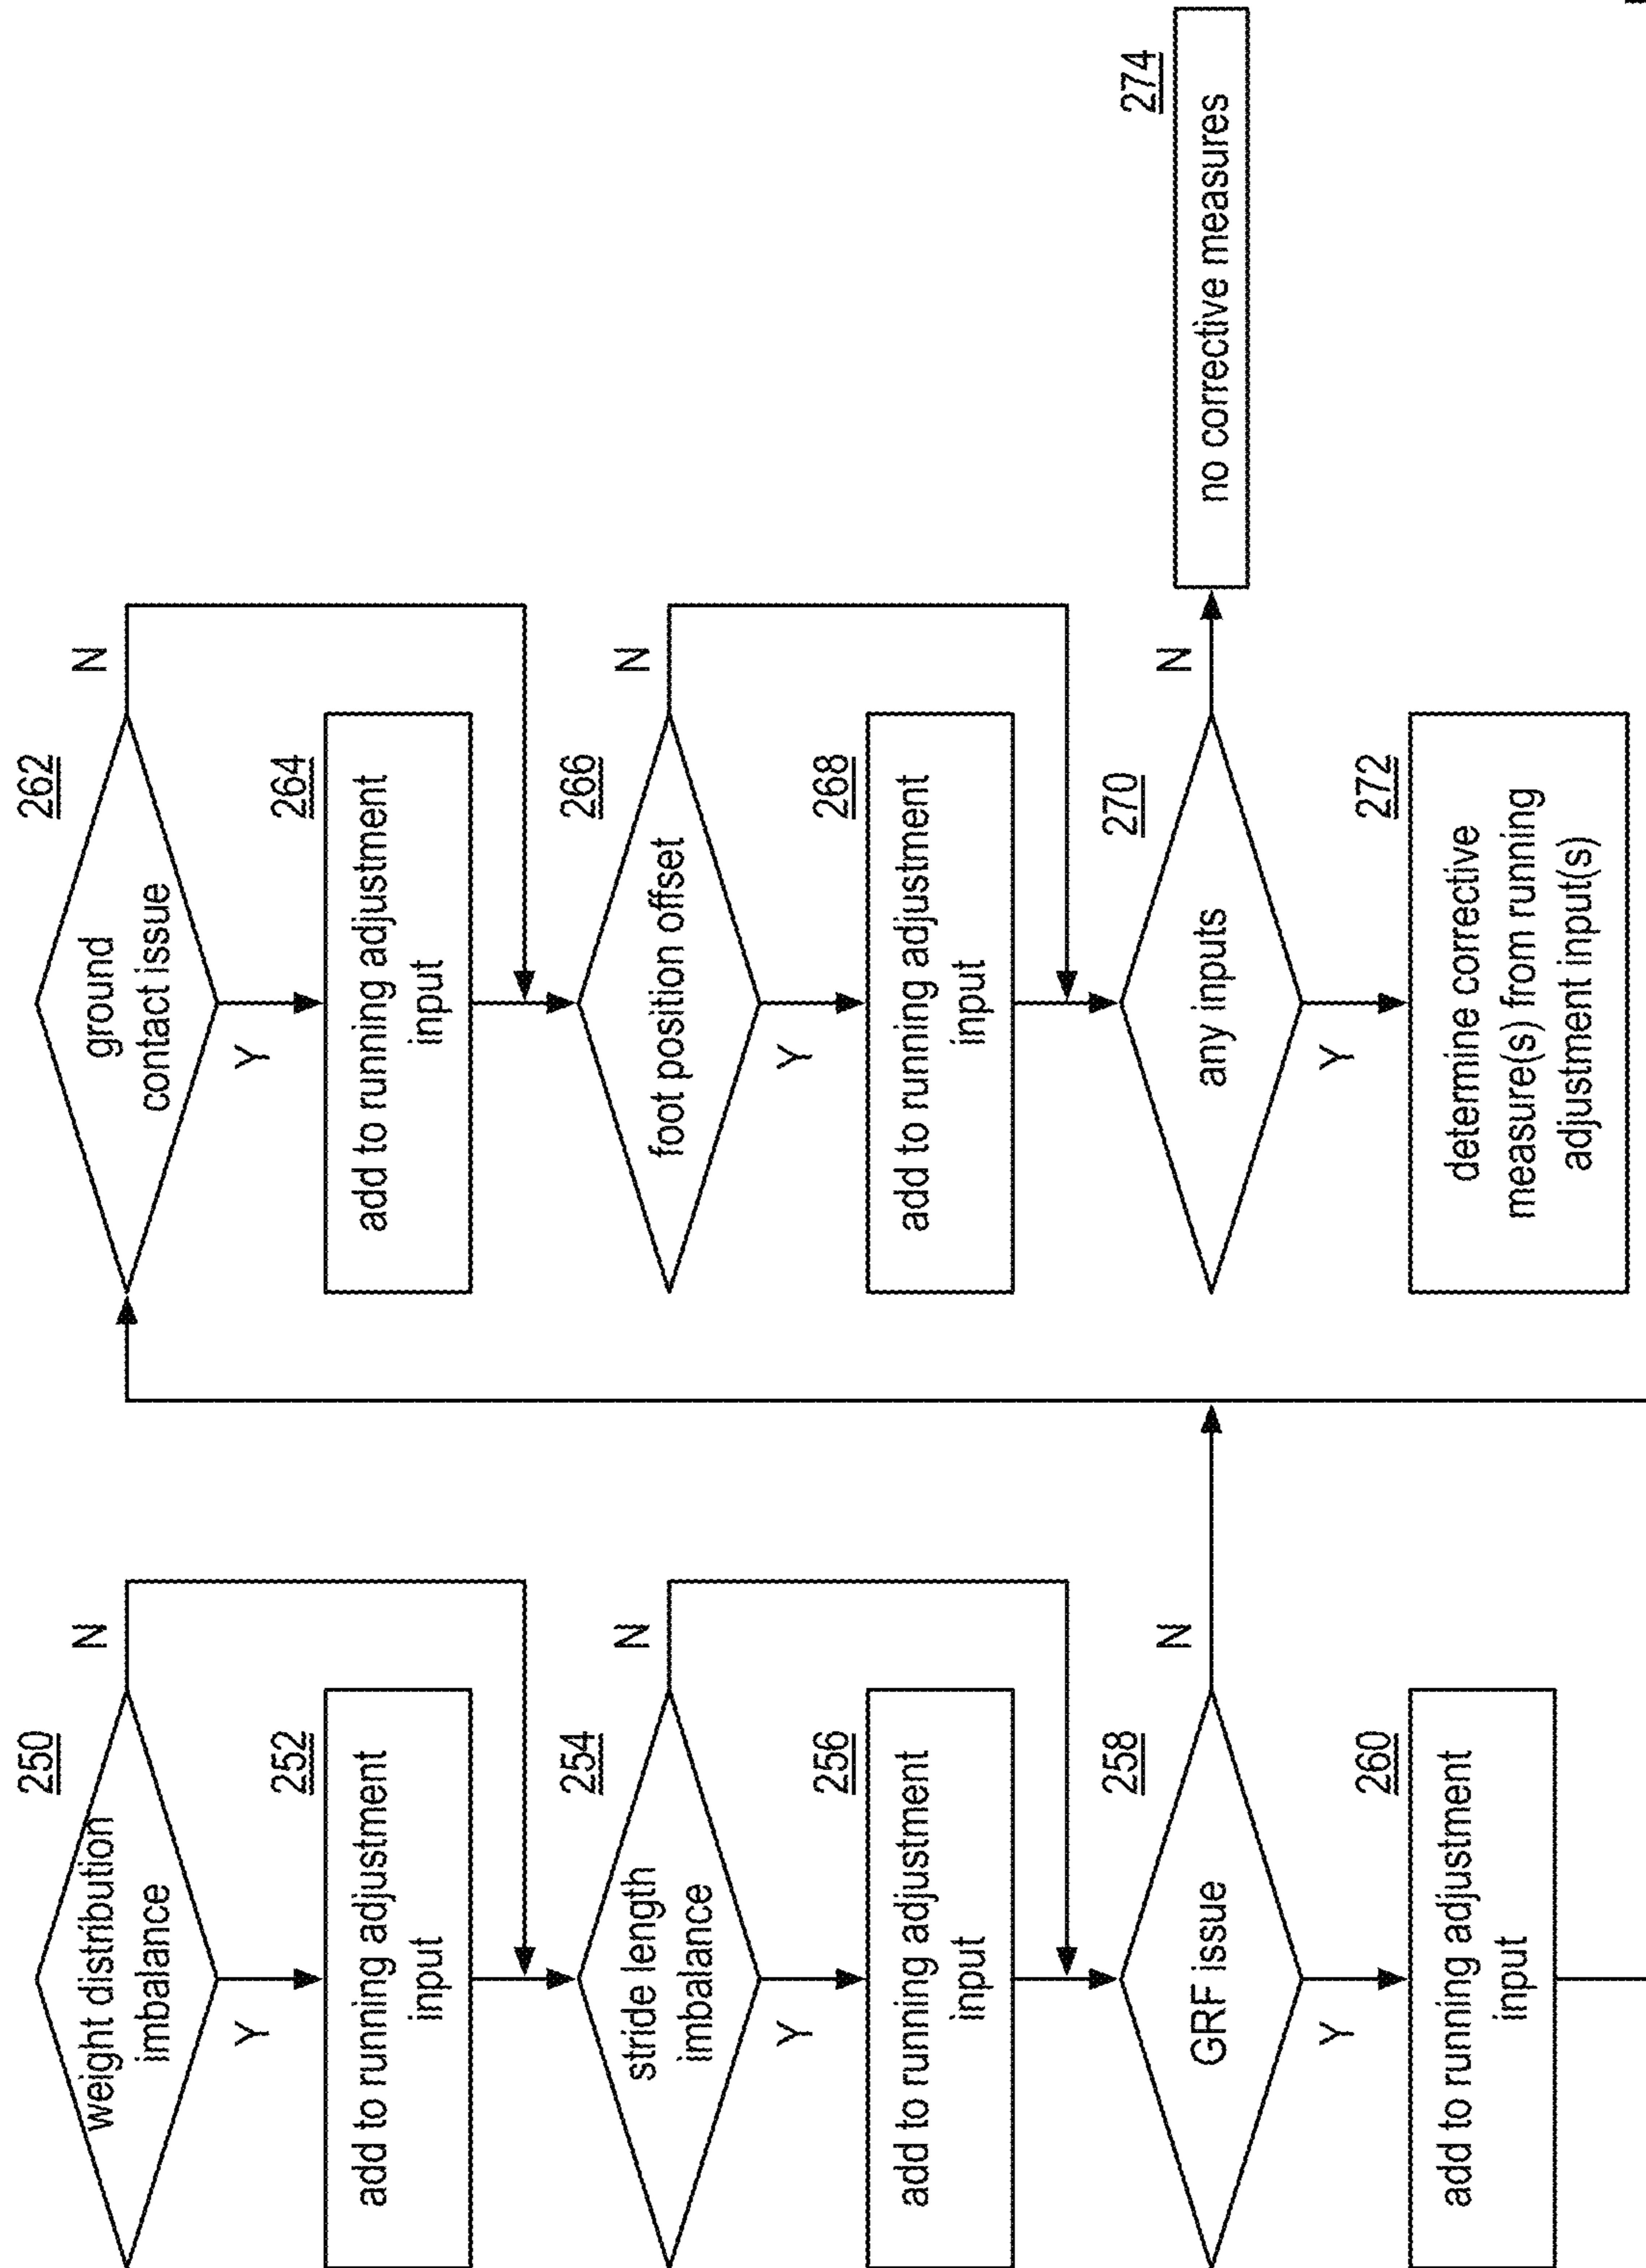 250
weight distribution
imbalance
N
Y
252
add to running adjustment
input
254
stride length
imbalance
N
Y
256
add to running adjustment
input
258
GRF issue
N
Y
260
add to running adjustment
input
262
ground
contact issue
N
Y
264
add to running adjustment
input
266
foot position offset
N
Y
268
add to running adjustment
input
270
any inputs
N
Y
274
no corrective measures
272
determine corrective
measure(s) from running
adjustment input(s)